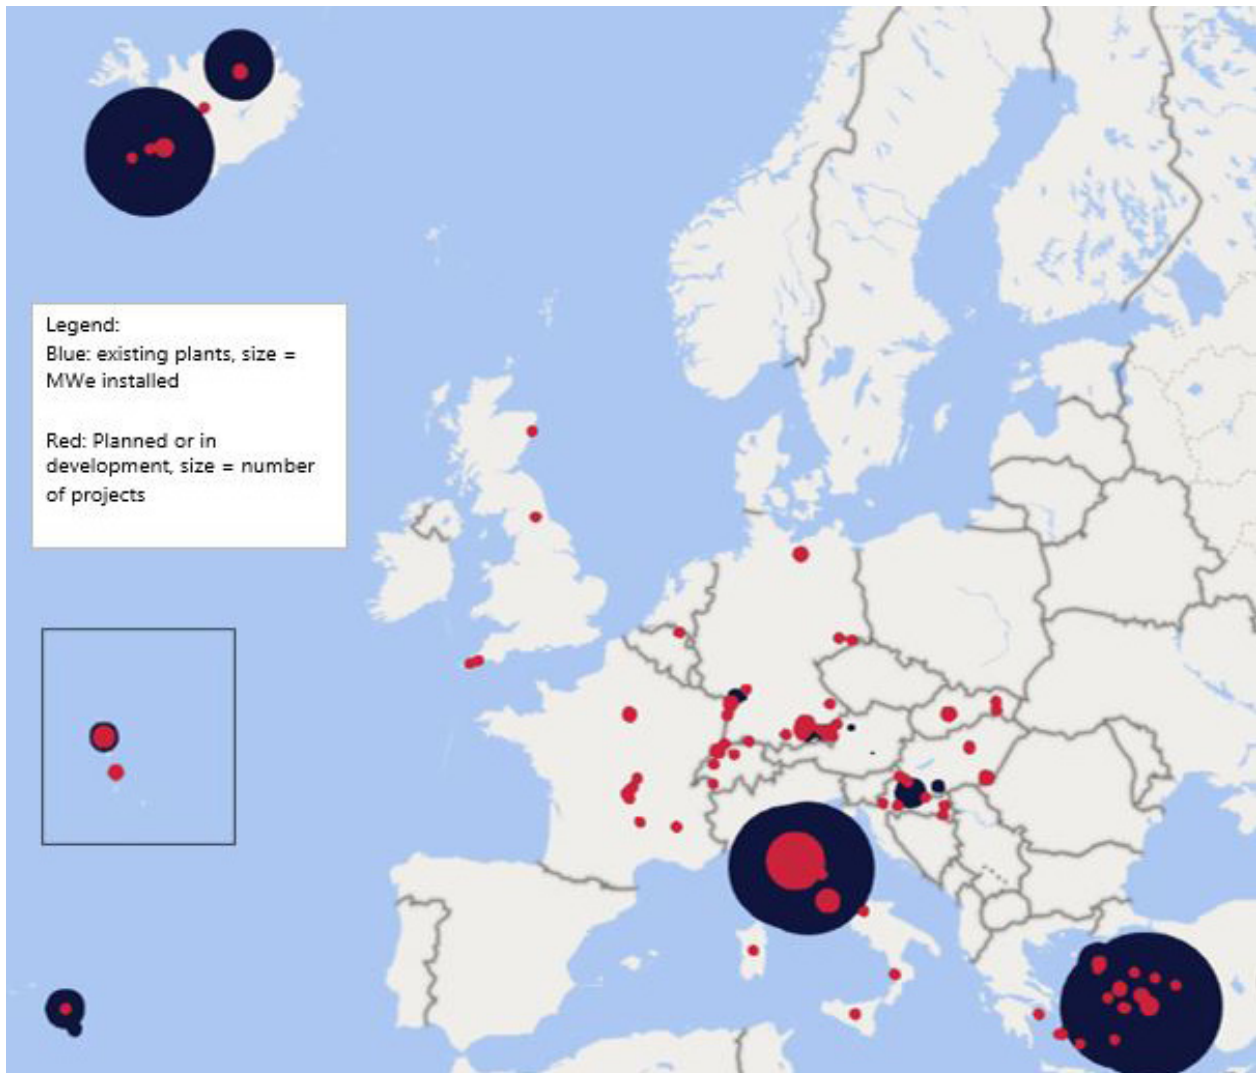 Legend:
Blue: existing plants, size =
MWe installed
Red: Planned or in
development, size = number
of projects